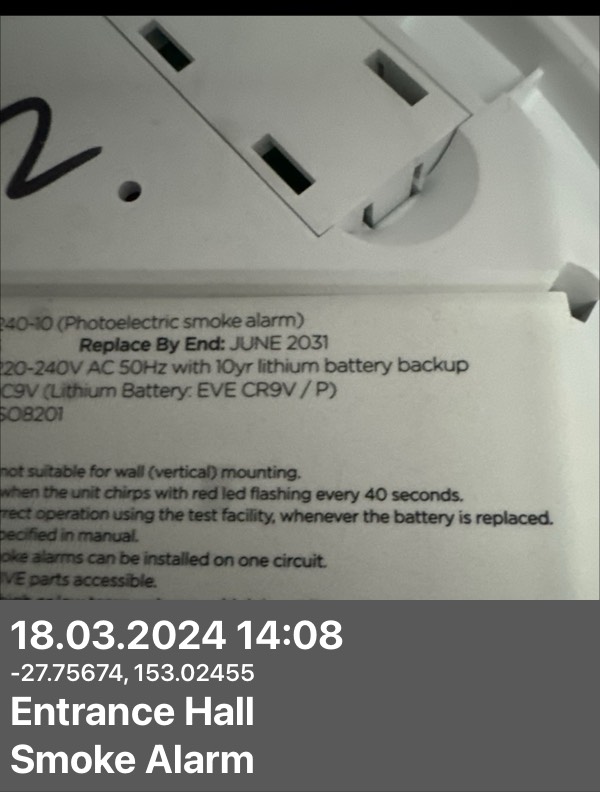 2.
240-10 (Photoelectric smoke alarm)
Replace By End: JUNE 2031
220-240V AC 50Hz with 10yr lithium battery backup
C9V (Lithium Battery: EVE CR9V / P)
SO8201
not suitable for wall (vertical) mounting.
when the unit chirps with red led flashing every 40 seconds.
rrect operation using the test facility, whenever the battery is replaced.
pecified in manual.
oke alarms can be installed on one circuit.
IVE parts accessible.
18.03.2024 14:08
-27.75674, 153.02455
Entrance Hall
Smoke Alarm